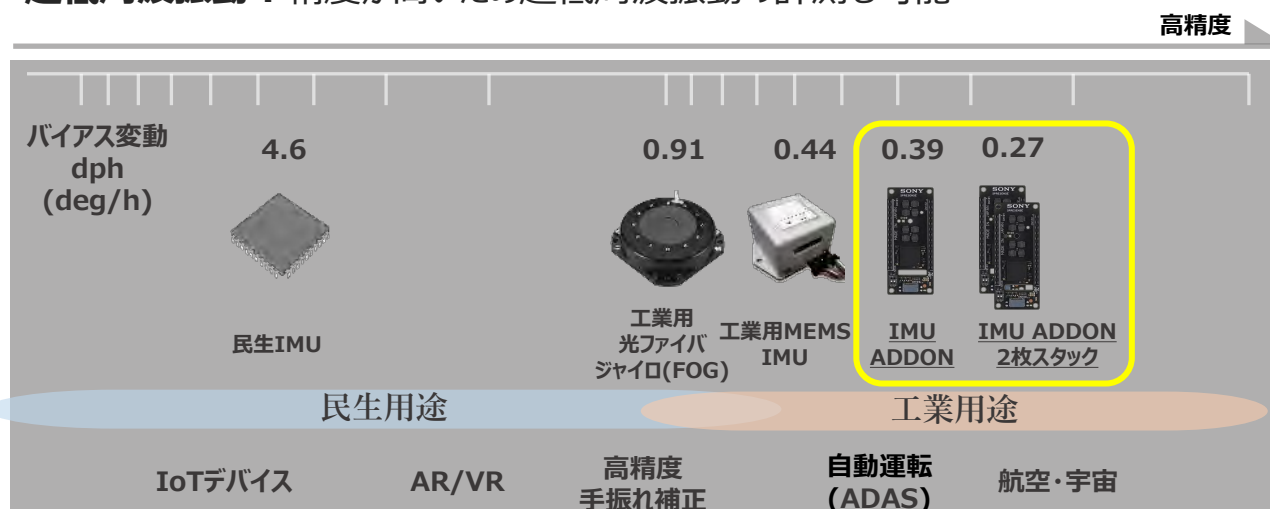 高精度
バイアス変動
dph
(deg/h)
4.6
0.91
0.44
0.39
0.27
SONY
SONY
SONY
民生IMU
工業用
光ファイバ
ジャイロ(FOG)
工業用MEMS
IMU
IMU
ADDON
IMU ADDON
2枚スタック
民生用途
工業用途
IoTデバイス
AR/VR
高精度
手振れ補正
自動運転
(ADAS)
航空・宇宙